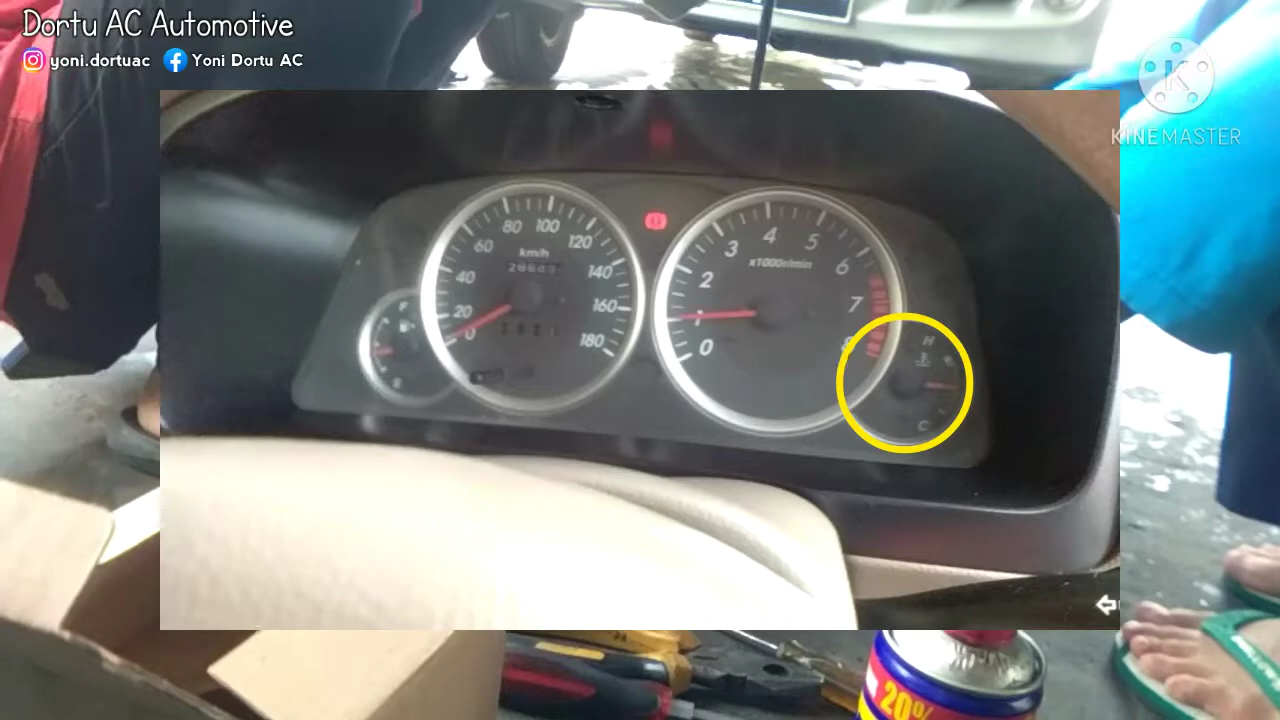 Dortu AC Automotive
yoni.dortuac Yoni Dortu AC
K
KINEMASTER
20 40 60 80 100 120 140 160 180
0
km/h
0 1 2 3 4 5 6 7 8
x1000r/min
F
E
H
C
20%